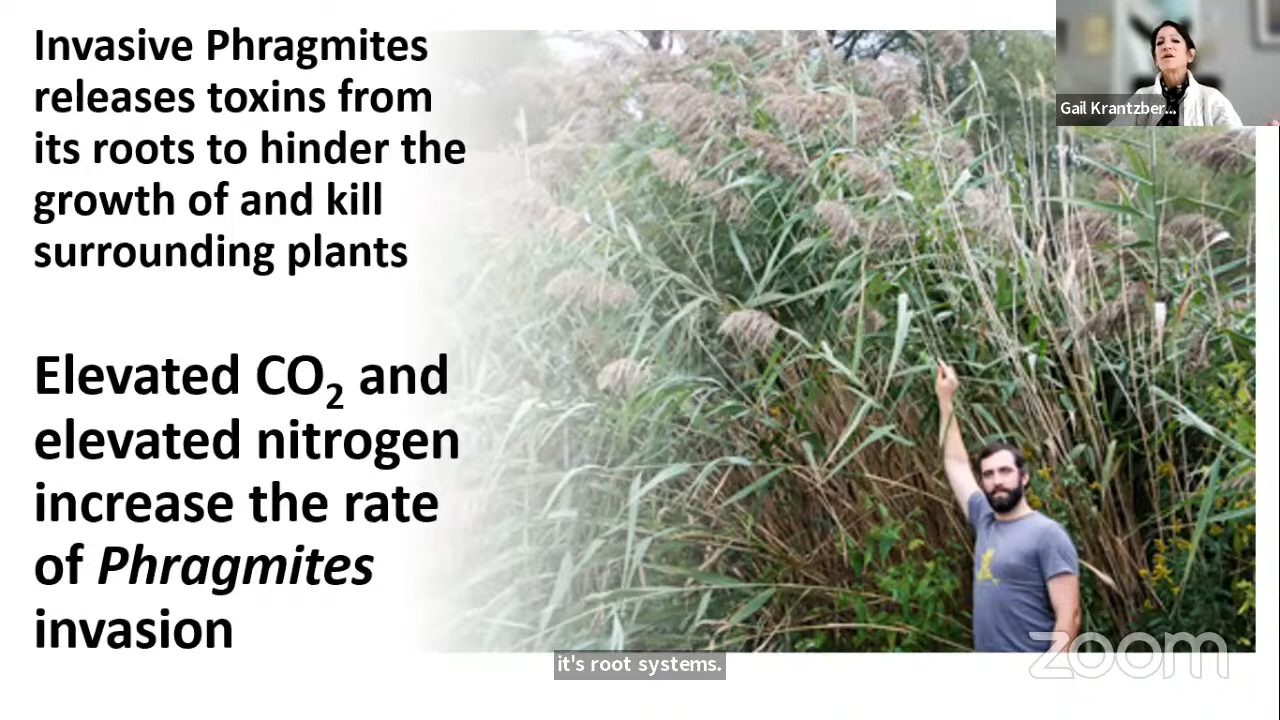 Invasive Phragmites
releases toxins from
its roots to hinder the
growth of and kill
surrounding plants
Elevated CO₂ and
elevated nitrogen
increase the rate
of Phragmites
invasion
Gail Krantzber...
it's root systems.
zoom